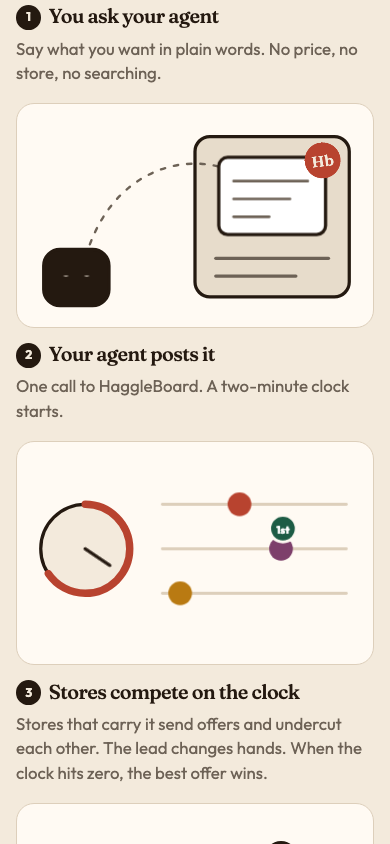 1 You ask your agent
Say what you want in plain words. No price, no
store, no searching.
Hb
2 Your agent posts it
One call to HaggleBoard. A two-minute clock
starts.
1st
3 Stores compete on the clock
Stores that carry it send offers and undercut
each other. The lead changes hands. When the
clock hits zero, the best offer wins.